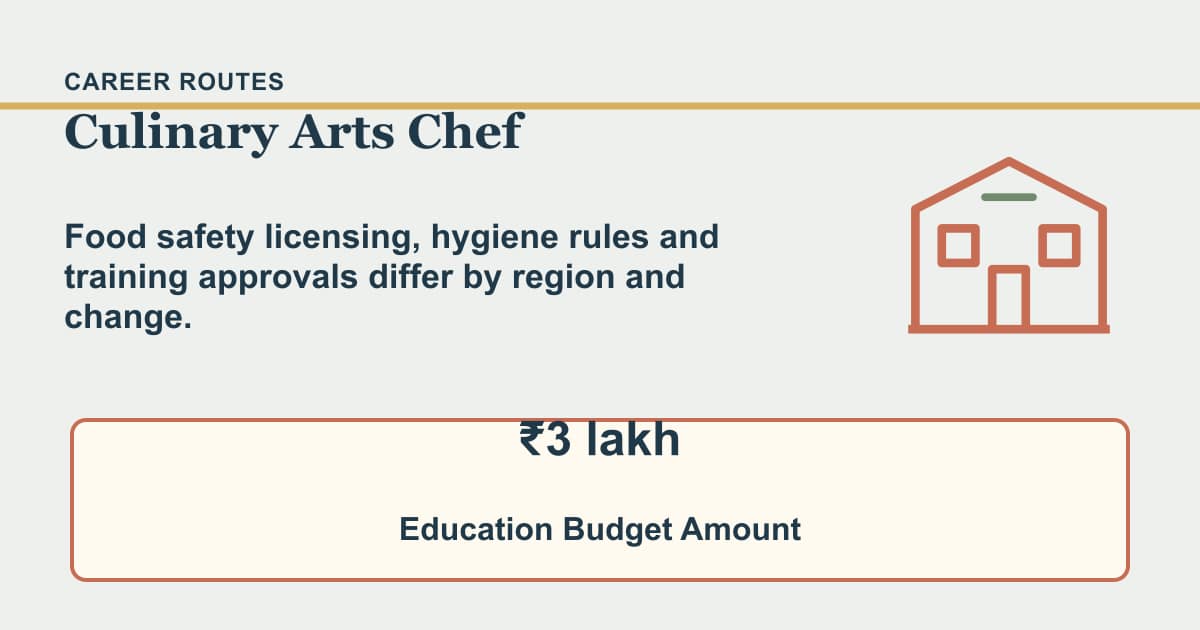 CAREER ROUTES
Culinary Arts Chef
Food safety licensing, hygiene rules and
training approvals differ by region and
change.
₹3 lakh
Education Budget Amount